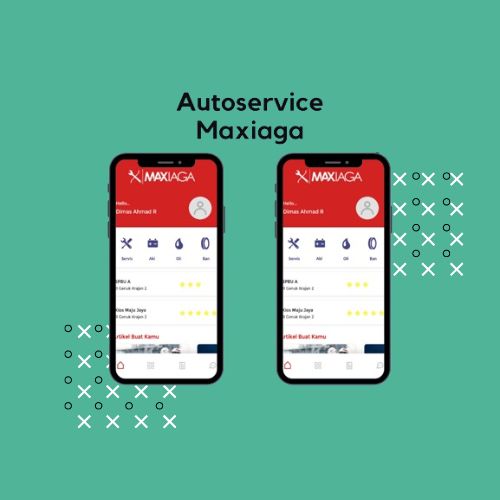 Autoservice
Maxiaga
MAXIAGA
Hello..
Dimas Ahmad R
Servis
Aki
Oli
Ban
SPBU A
Jl Genuk Krajan 2
Kios Maju Jaya
Jl Genuk Krajan 2
Artikel Buat Kamu
MAXIAGA
Hello..
Dimas Ahmad R
Servis
Aki
Oli
Ban
SPBU A
Jl Genuk Krajan 2
Kios Maju Jaya
Jl Genuk Krajan 2
Artikel Buat Kamu